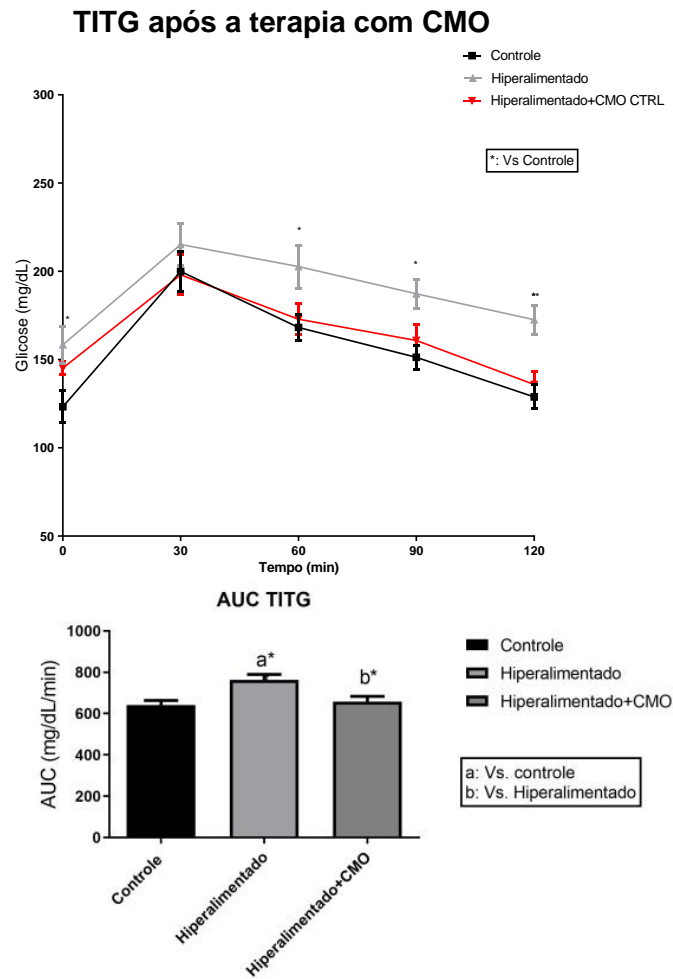 TITG após a terapia com CMO
Controle
Hiperalimentado
Hiperalimentado+CMO CTRL
*: Vs Controle
Glicose (mg/dL)
300
250
200
150
100
50
*
*
*
**
0
30
60
90
120
Tempo (min)
AUC TITG
AUC (mg/dL/min)
1000
800
600
400
200
0
a*
b*
Controle
Hiperalimentado
Hiperalimentado+CMO
Controle
Hiperalimentado
Hiperalimentado+CMO
a: Vs. controle
b: Vs. Hiperalimentado